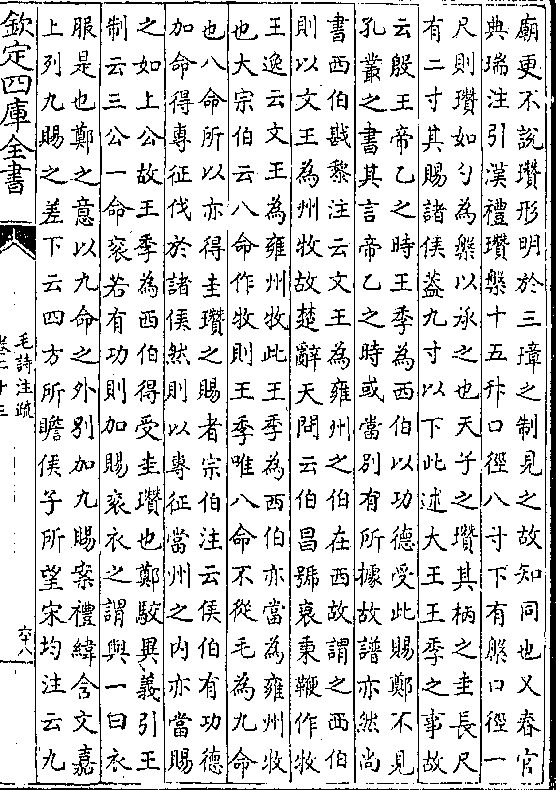 廟更不說瓚形明於三璋之制見之故知同也又春官
典瑞注引漢禮瓚槃十五升口徑八寸下有槃口徑一
尺則瓚如勺為槃以承之也天子之瓚其柄之圭長尺
有二寸其賜諸侯蓋九寸以下此述大王王季之事故
云殷王帝乙之時王季為西伯以功德受此賜鄭不見
孔叢之書其言帝乙之時或當別有所據故譜亦然尚
書西伯戡黎注云文王為雍州之伯在西故謂之西伯
則以文王為州牧故楚辭天問云伯昌號衰秉鞭作牧
王逸云文王為雍州牧此王季為西伯亦當為雍州牧
也大宗伯云八命作牧則王季唯八命不從毛為九命
也八命所以亦得圭瓚之賜者宗伯注云侯伯有功德
加命得專征伐於諸侯然則以專征當州之內亦當賜
之如上公故王季為西伯得受圭瓚也鄭駮異義引王
制云三公一命衮若有功則加賜衮衣之謂與一曰衣
服是也鄭之意以九命之外別加九賜案禮緯含文嘉
上列九賜之差下云四方所瞻侯子所望宋均注云九
欽定四庫全書
毛詩注疏
卷二十三
六十八